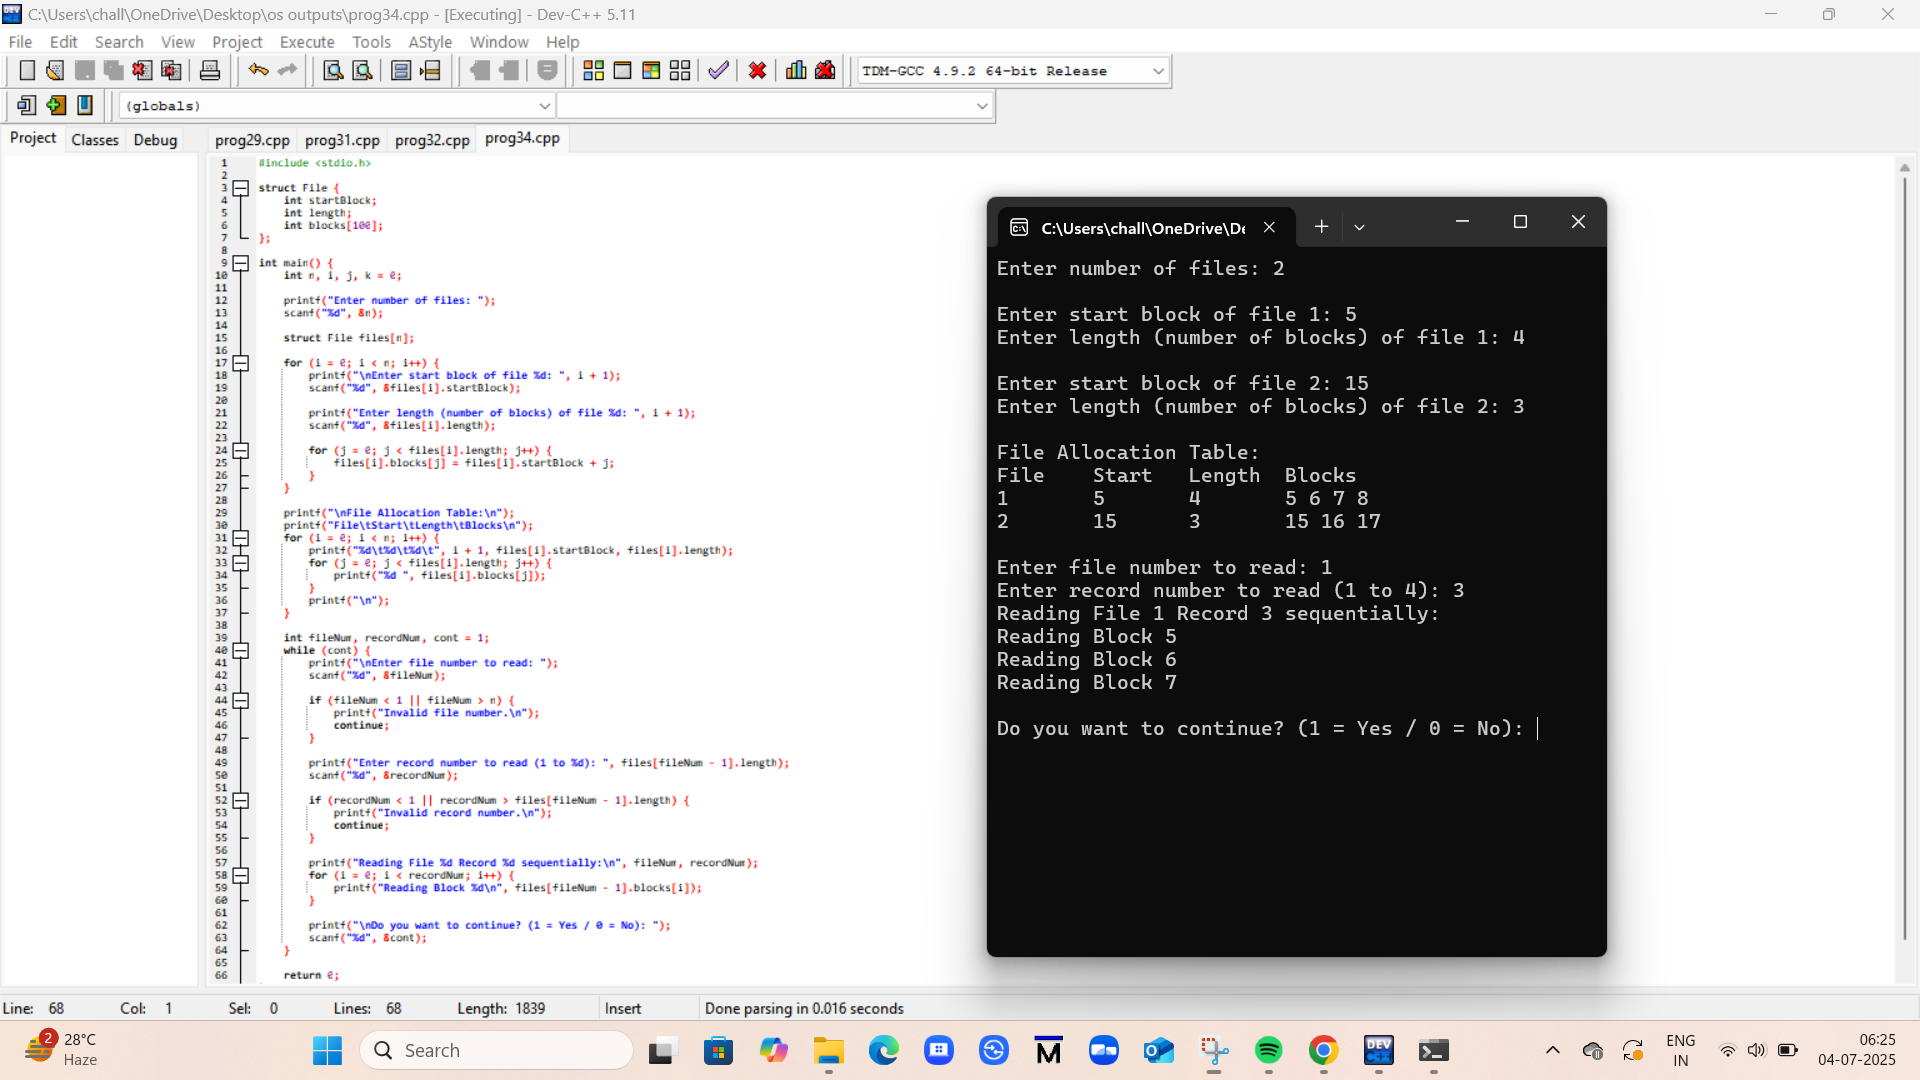 C:\Users\chall\OneDrive\Desktop\os outputs\prog34.cpp - [Executing] - Dev-C++ 5.11
File Edit Search View Project Execute Tools AStyle Window Help
TDM-GCC 4.9.2 64-bit Release
(globals)
Project Classes Debug
prog29.cpp prog31.cpp prog32.cpp prog34.cpp
1 #include <stdio.h>
2
3 struct File {
4 int startBlock;
5 int length;
6 int blocks[100];
7 };
8
9 int main() {
10 int n, i, j, k = 0;
11
12 printf("Enter number of files: ");
13 scanf("%d", &n);
14
15 struct File files[n];
16
17 for (i = 0; i < n; i++) {
18 printf("\nEnter start block of file %d: ", i + 1);
19 scanf("%d", &files[i].startBlock);
20
21 printf("Enter length (number of blocks) of file %d: ", i + 1);
22 scanf("%d", &files[i].length);
23
24 for (j = 0; j < files[i].length; j++) {
25 files[i].blocks[j] = files[i].startBlock + j;
26 }
27 }
28
29 printf("\nFile Allocation Table:\n");
30 printf("File\tStart\tLength\tBlocks\n");
31 for (i = 0; i < n; i++) {
32 printf("%d\t%d\t%d\t", i + 1, files[i].startBlock, files[i].length);
33 for (j = 0; j < files[i].length; j++) {
34 printf("%d ", files[i].blocks[j]);
35 }
36 printf("\n");
37 }
38
39 int fileNum, recordNum, cont = 1;
40 while (cont) {
41 printf("\nEnter file number to read: ");
42 scanf("%d", &fileNum);
43
44 if (fileNum < 1 || fileNum > n) {
45 printf("Invalid file number.\n");
46 continue;
47 }
48
49 printf("Enter record number to read (1 to %d): ", files[fileNum - 1].length);
50 scanf("%d", &recordNum);
51
52 if (recordNum < 1 || recordNum > files[fileNum - 1].length) {
53 printf("Invalid record number.\n");
54 continue;
55 }
56
57 printf("Reading File %d Record %d sequentially:\n", fileNum, recordNum);
58 for (i = 0; i < recordNum; i++) {
59 printf("Reading Block %d\n", files[fileNum - 1].blocks[i]);
60 }
61
62 printf("\nDo you want to continue? (1 = Yes / 0 = No): ");
63 scanf("%d", &cont);
64 }
65
66 return 0;
C:\Users\chall\OneDrive\De
Enter number of files: 2
Enter start block of file 1: 5
Enter length (number of blocks) of file 1: 4
Enter start block of file 2: 15
Enter length (number of blocks) of file 2: 3
File Allocation Table:
File Start Length Blocks
1 5 4 5 6 7 8
2 15 3 15 16 17
Enter file number to read: 1
Enter record number to read (1 to 4): 3
Reading File 1 Record 3 sequentially:
Reading Block 5
Reading Block 6
Reading Block 7
Do you want to continue? (1 = Yes / 0 = No):
Line: 68 Col: 1 Sel: 0 Lines: 68 Length: 1839 Insert Done parsing in 0.016 seconds
2
28°C
Haze
Search
DEV
C++
ENG
IN
06:25
04-07-2025